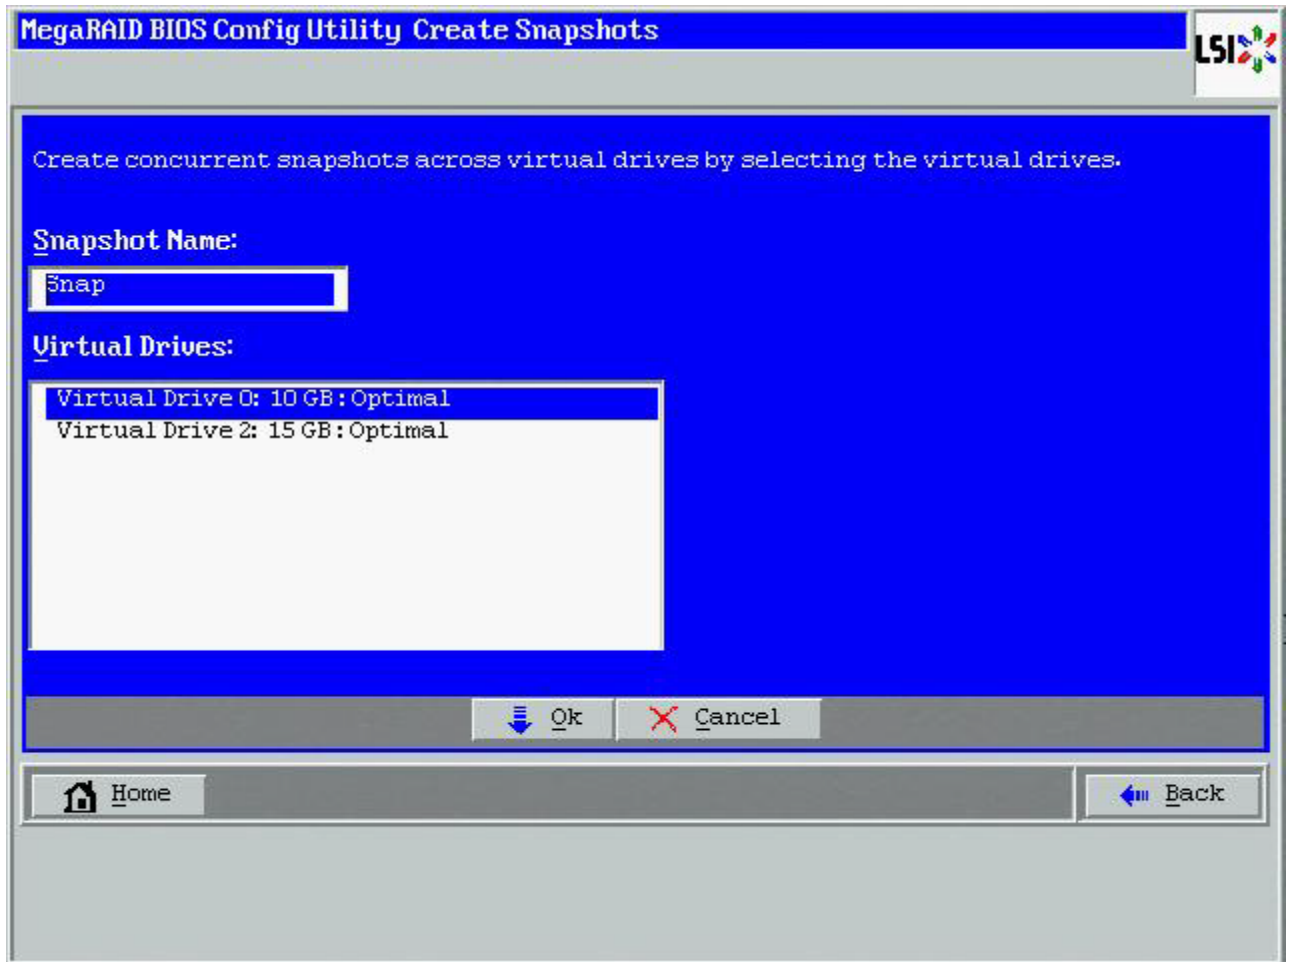 MegaRAID BIOS Config Utility Create Snapshots
LSI
Create concurrent snapshots across virtual drives by selecting the virtual drives.
Snapshot Name:
Snap
Virtual Drives:
Virtual Drive 0: 10 GB: Optimal
Virtual Drive 2: 15 GB: Optimal
Ok
Cancel
Home
Back